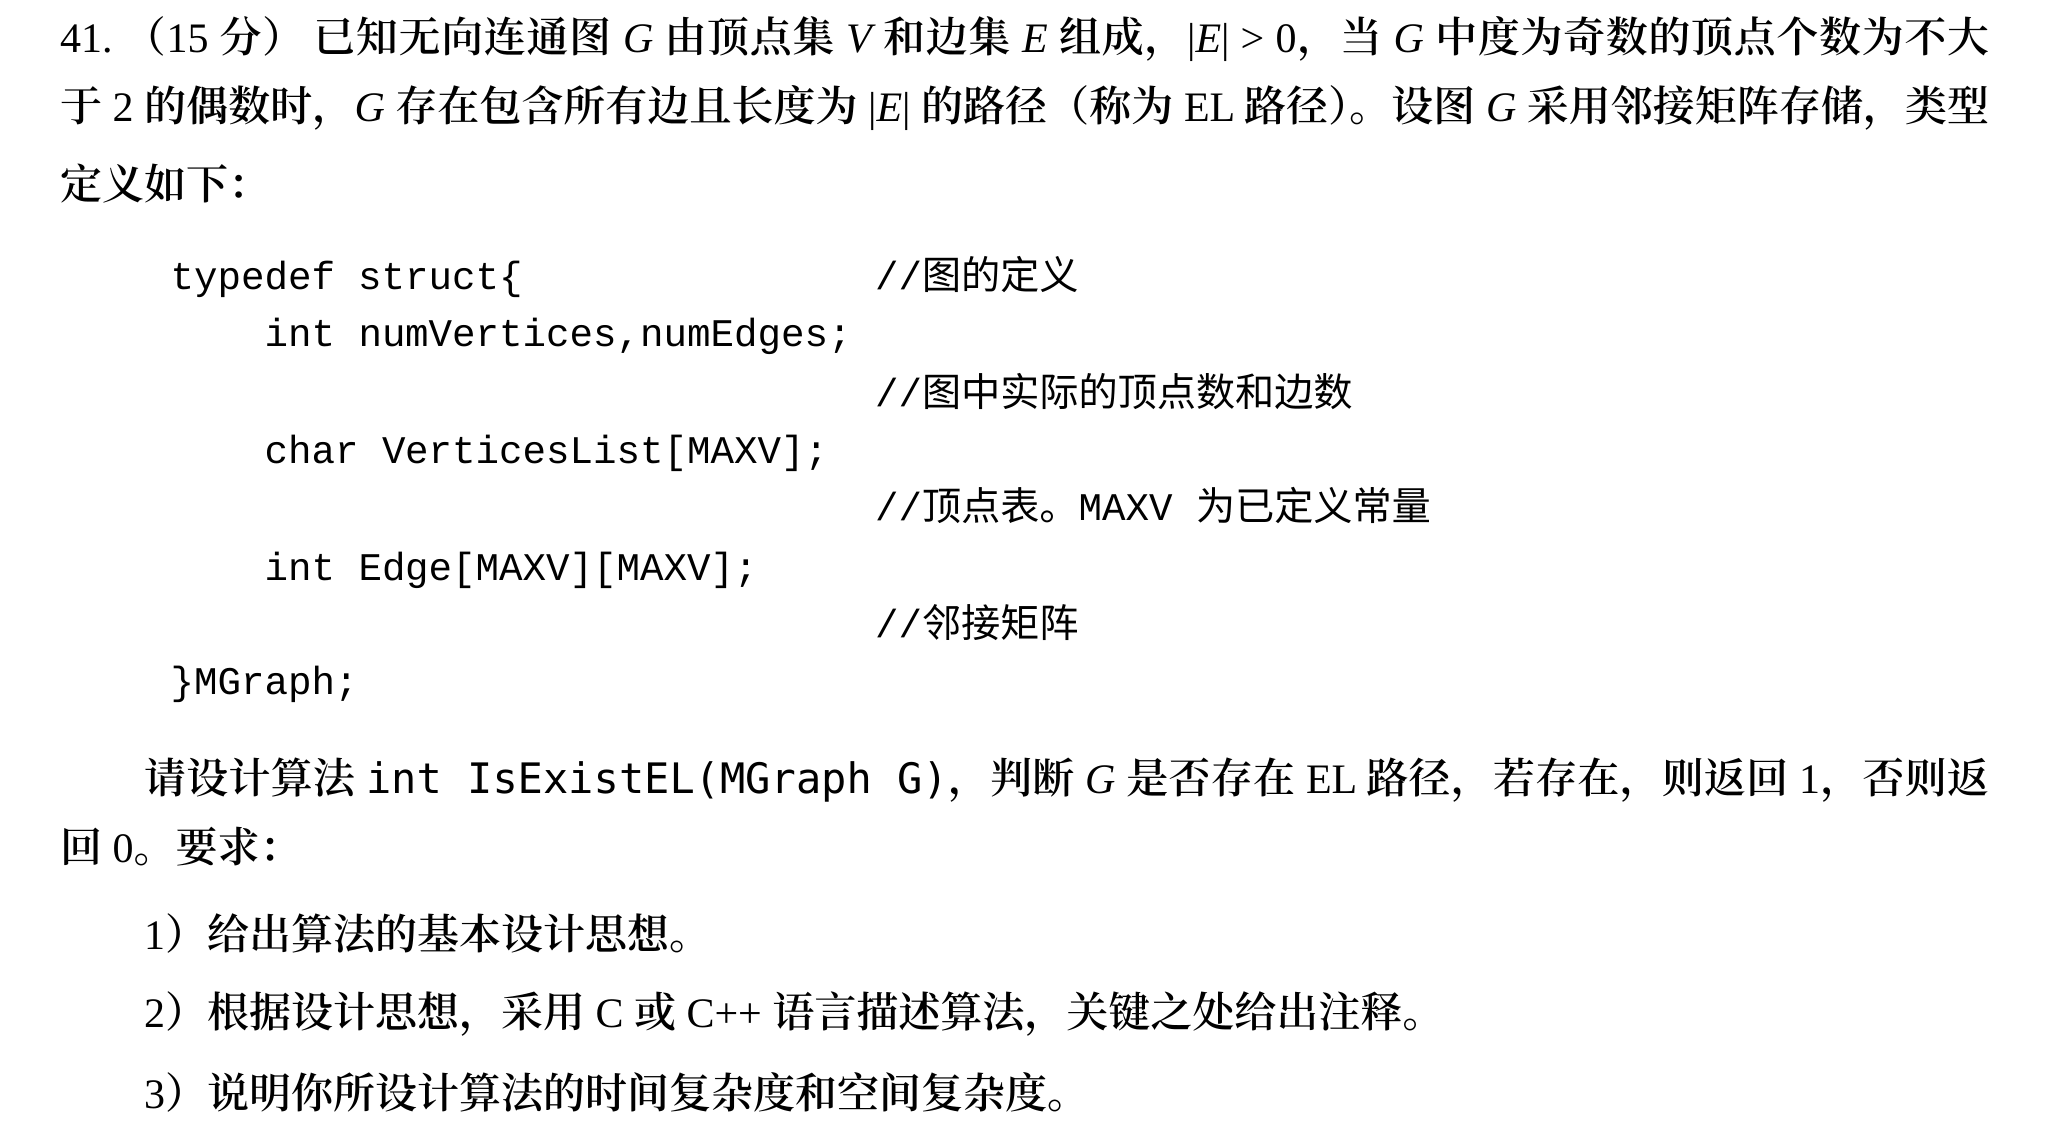 41. （15 分） 已知无向连通图 G 由顶点集 V 和边集 E 组成，|E| > 0，当 G 中度为奇数的顶点个数为不大
于 2 的偶数时，G 存在包含所有边且长度为 |E| 的路径（称为 EL 路径）。设图 G 采用邻接矩阵存储，类型
定义如下：
typedef struct{ //图的定义
int numVertices,numEdges;
//图中实际的顶点数和边数
char VerticesList[MAXV];
//顶点表。MAXV 为已定义常量
int Edge[MAXV][MAXV];
//邻接矩阵
}MGraph;
请设计算法 int IsExistEL(MGraph G)，判断 G 是否存在 EL 路径，若存在，则返回 1，否则返
回 0。要求：
1）给出算法的基本设计思想。
2）根据设计思想，采用 C 或 C++ 语言描述算法，关键之处给出注释。
3）说明你所设计算法的时间复杂度和空间复杂度。